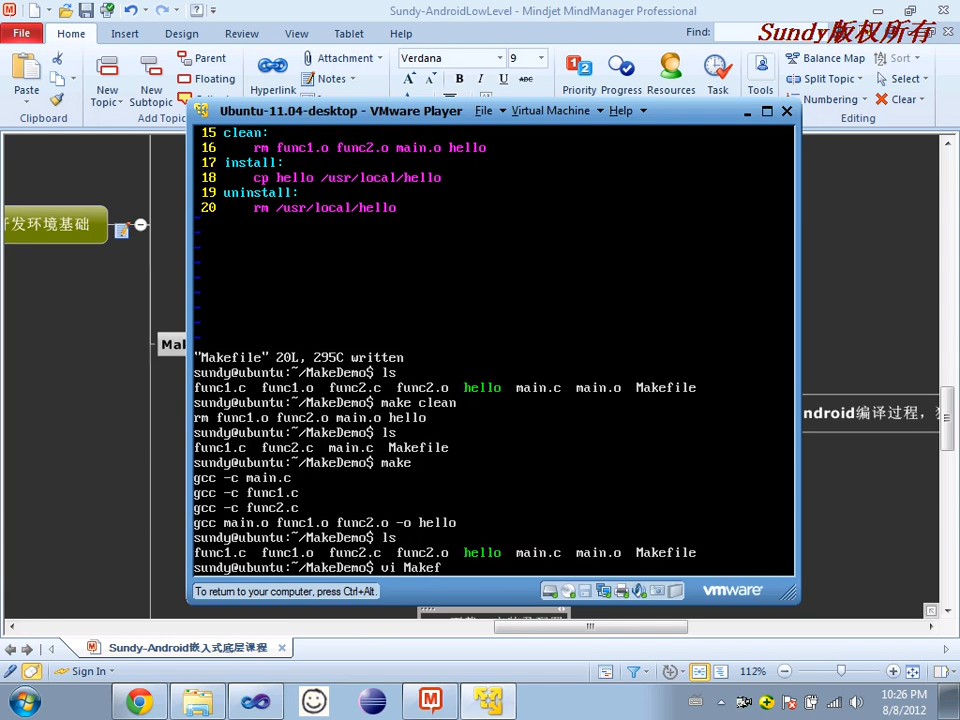 Sundy-AndroidLowLevel - Mindjet MindManager Professional
Sundy版权所有
File
Home
Insert
Design
Review
View
Tablet
Help
Find:
Paste
Clipboard
New Topic
New Subtopic
Parent
Floating
Add Top
Hyperlink
Attachment
Notes
Verdana
9
B I U ABC
Priority
Progress
Resources
Task
Tools
Balance Map
Split Topic
Numbering
Sort
Select
Clear
Editing
Ubuntu-11.04-desktop - VMware Player File Virtual Machine Help
15 clean:
16 rm func1.o func2.o main.o hello
17 install:
18 cp hello /usr/local/hello
19 uninstall:
20 rm /usr/local/hello
~
~
~
~
~
~
~
~
~
"Makefile" 20L, 295C written
sundy@ubuntu:~/MakeDemo$ ls
func1.c func1.o func2.c func2.o hello main.c main.o Makefile
sundy@ubuntu:~/MakeDemo$ make clean
rm func1.o func2.o main.o hello
sundy@ubuntu:~/MakeDemo$ ls
func1.c func2.c main.c Makefile
sundy@ubuntu:~/MakeDemo$ make
gcc -c main.c
gcc -c func1.c
gcc -c func2.c
gcc main.o func1.o func2.o -o hello
sundy@ubuntu:~/MakeDemo$ ls
func1.c func1.o func2.c func2.o hello main.c main.o Makefile
sundy@ubuntu:~/MakeDemo$ vi Makef
To return to your computer, press Ctrl+Alt.
vmware
发环境基础
Mak
ndroid编译过程，
Sundy-Android嵌入式底层课程
Sign In
112%
10:26 PM
8/8/2012